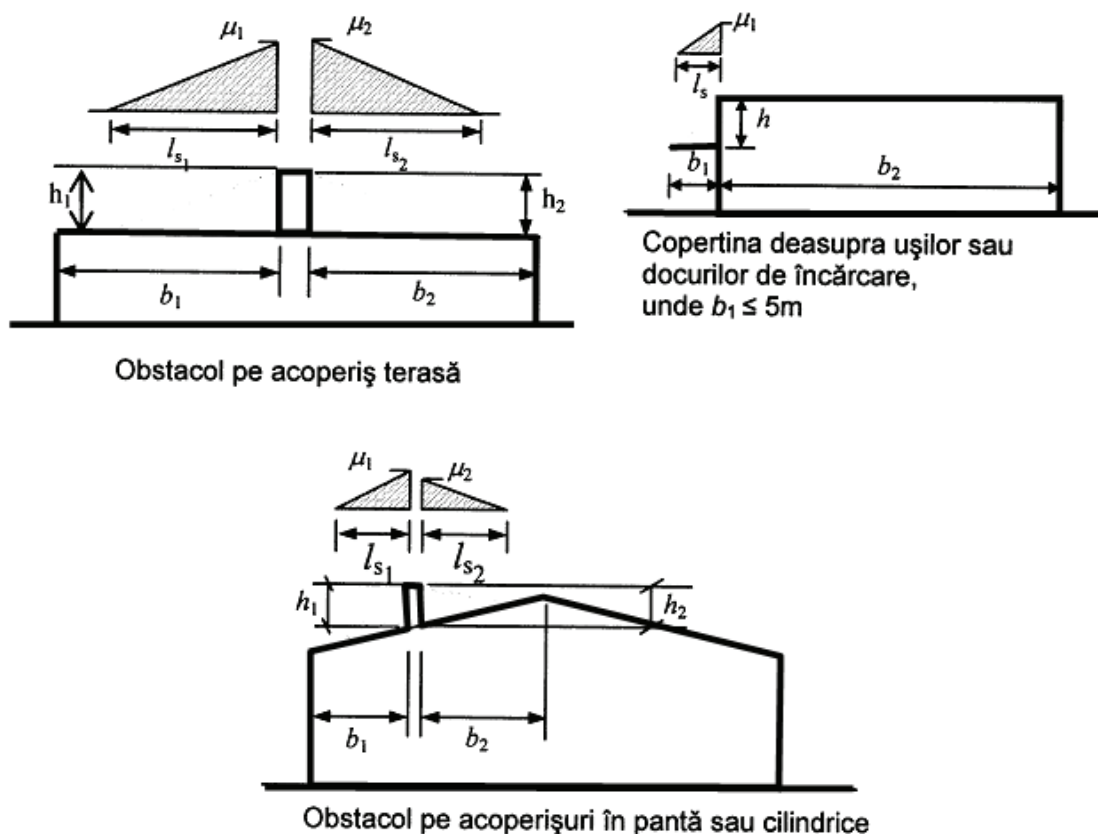 μ₁ μ₂
lₛ₁ lₛ₂
h₁ h₂
b₁ b₂
Obstacol pe acoperiş terasă
μ₁
lₛ
h
b₁ b₂
Copertina deasupra uşilor sau
docurilor de încărcare,
unde b₁ ≤ 5m
μ₁ μ₂
lₛ₁ lₛ₂
h₁ h₂
b₁ b₂
Obstacol pe acoperişuri în pantă sau cilindrice